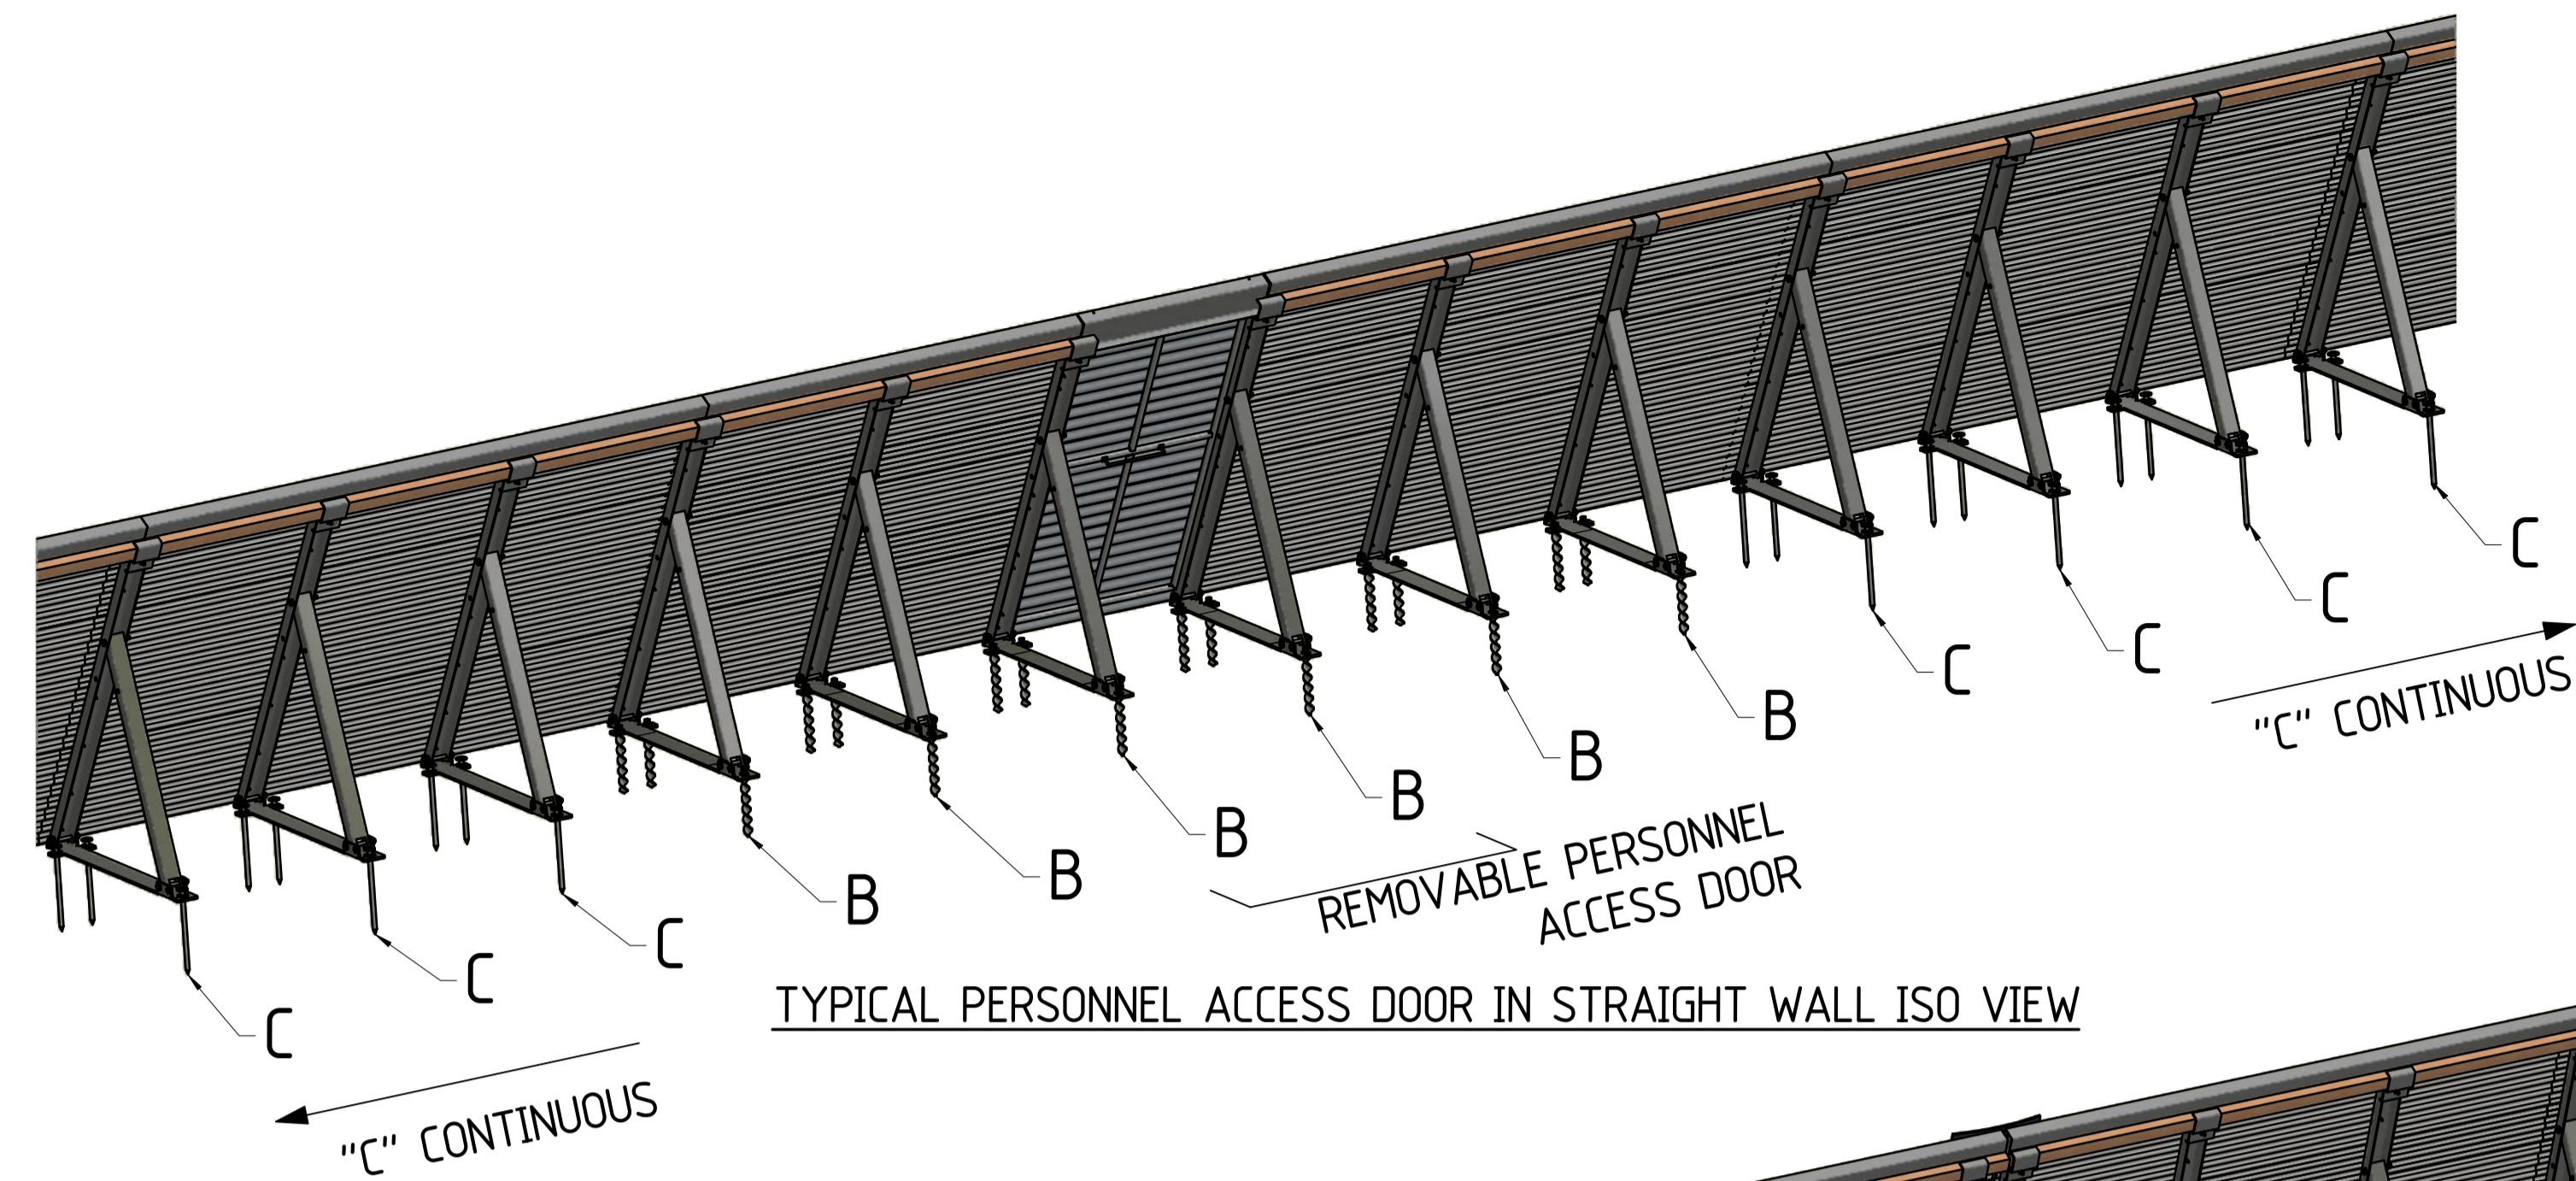 C
C
C
C
"C" CONTINUOUS
B
B
B
B
B
B
REMOVABLE PERSONNEL
ACCESS DOOR
C
C
C
TYPICAL PERSONNEL ACCESS DOOR IN STRAIGHT WALL ISO VIEW
"C" CONTINUOUS